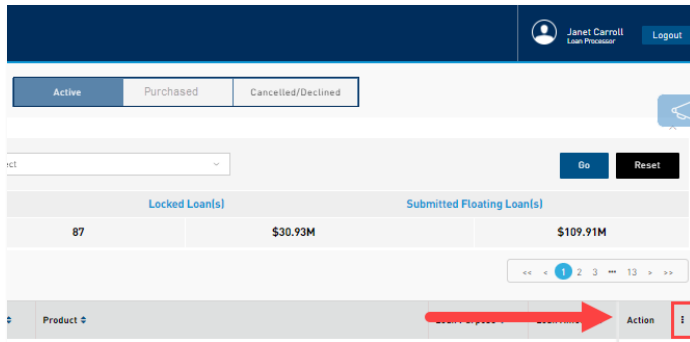 Janet Carroll
Loan Processor
Logout
Active
Purchased
Cancelled/Declined
ect
Go
Reset
Locked Loan(s)
Submitted Floating Loan(s)
87
$30.93M
$109.91M
<< < 1 2 3 ••• 13 > >>
Product
Action